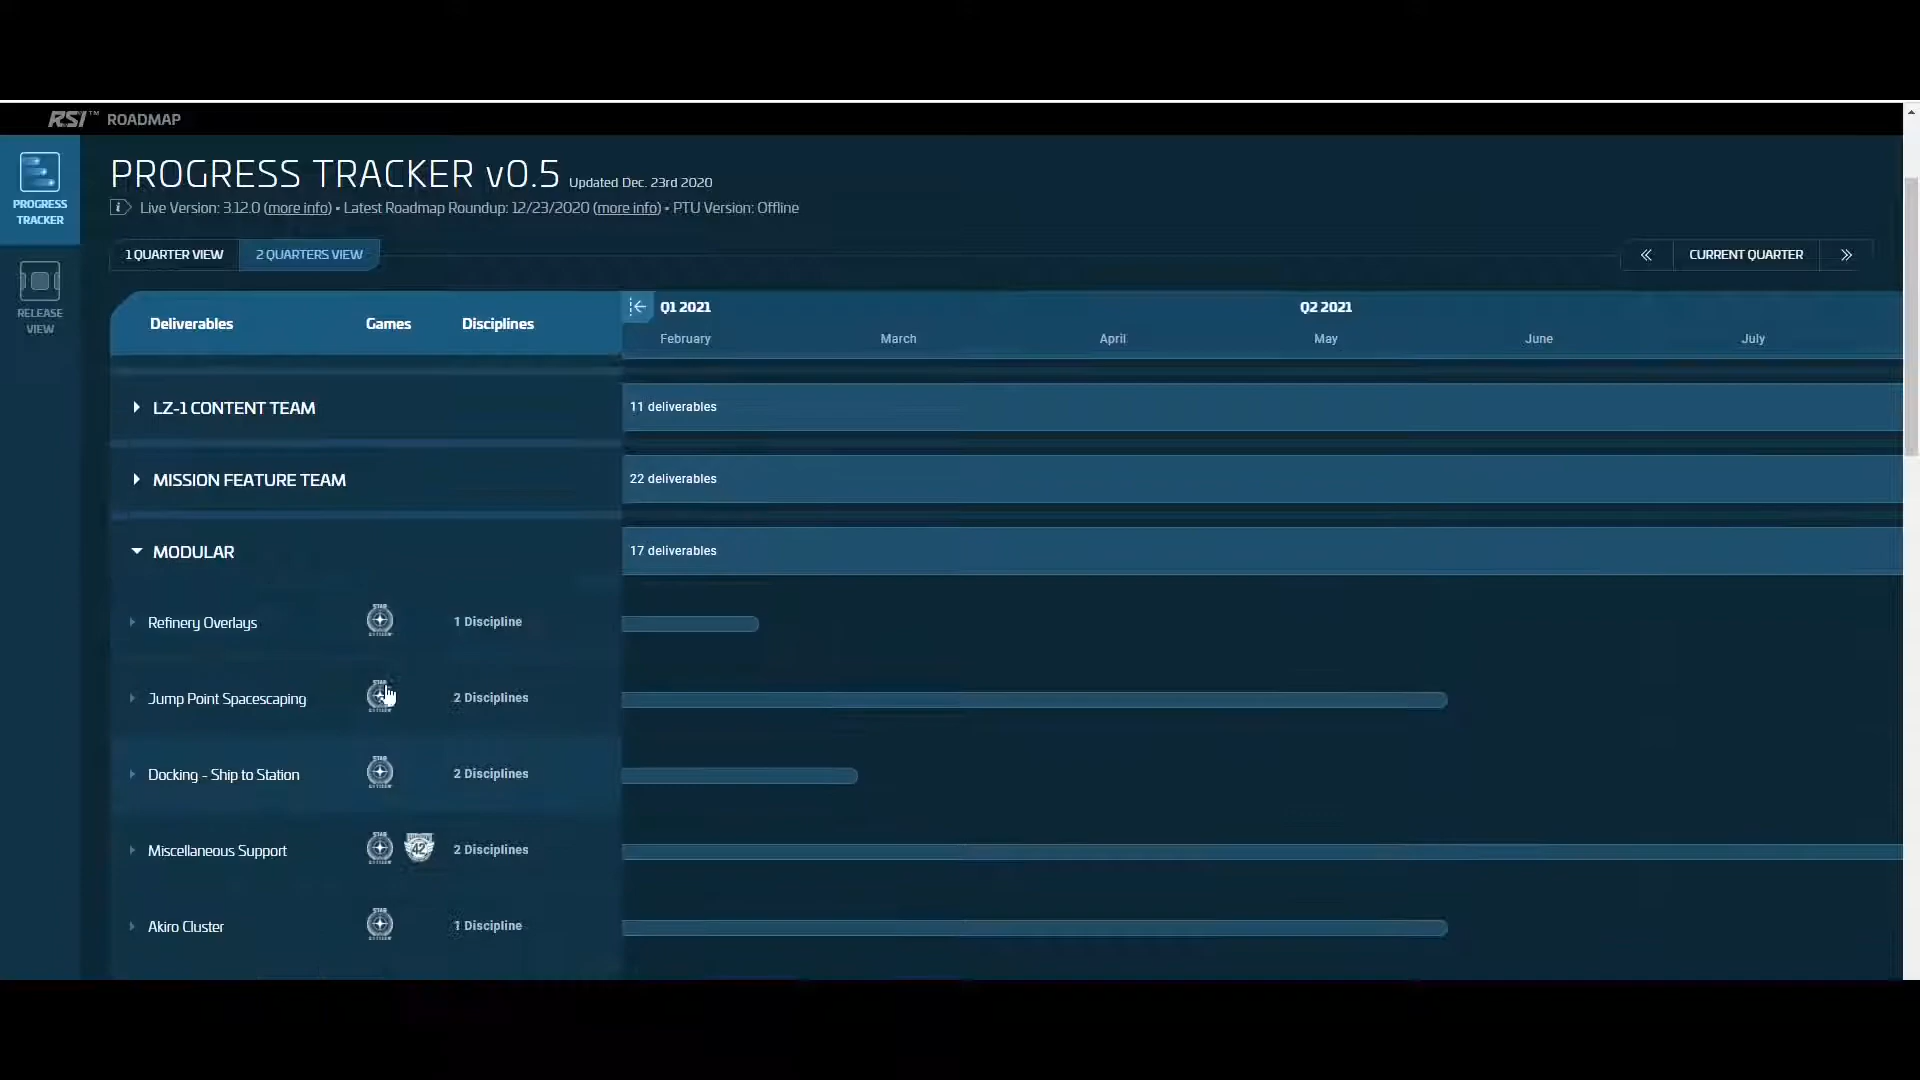 RSI™ ROADMAP
PROGRESS TRACKER
RELEASE VIEW
PROGRESS TRACKER v0.5 Updated Dec. 23rd 2020
Live Version: 3.12.0 (more info) • Latest Roadmap Roundup: 12/23/2020 (more info) • PTU Version: Offline
1 QUARTER VIEW 2 QUARTERS VIEW CURRENT QUARTER
Deliverables Games Disciplines
Q1 2021 Q2 2021
February March April May June July
LZ-1 CONTENT TEAM 11 deliverables
MISSION FEATURE TEAM 22 deliverables
MODULAR 17 deliverables
Refinery Overlays 1 Discipline
Jump Point Spacescaping 2 Disciplines
Docking - Ship to Station 2 Disciplines
Miscellaneous Support 42 2 Disciplines
Akiro Cluster 1 Discipline